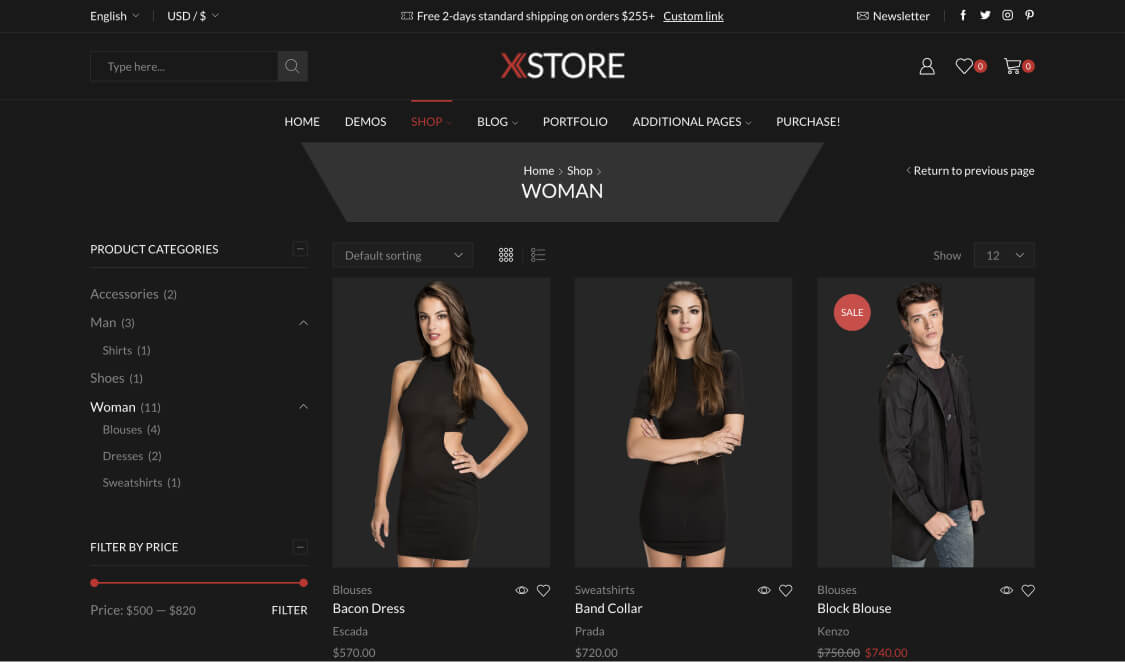 English
USD / $
Free 2-days standard shipping on orders $255+ Custom link
Newsletter
Type here...
XSTORE
0
0
HOME
DEMOS
SHOP
BLOG
PORTFOLIO
ADDITIONAL PAGES
PURCHASE!
Home > Shop >
WOMAN
< Return to previous page
PRODUCT CATEGORIES
Accessories (2)
Man (3)
Shirts (1)
Shoes (1)
Woman (11)
Blouses (4)
Dresses (2)
Sweatshirts (1)
FILTER BY PRICE
Price: $500 — $820
FILTER
Default sorting
Show
12
SALE
Blouses
Bacon Dress
Escada
$570.00
Sweatshirts
Band Collar
Prada
$720.00
Blouses
Block Blouse
Kenzo
$750.00 $740.00